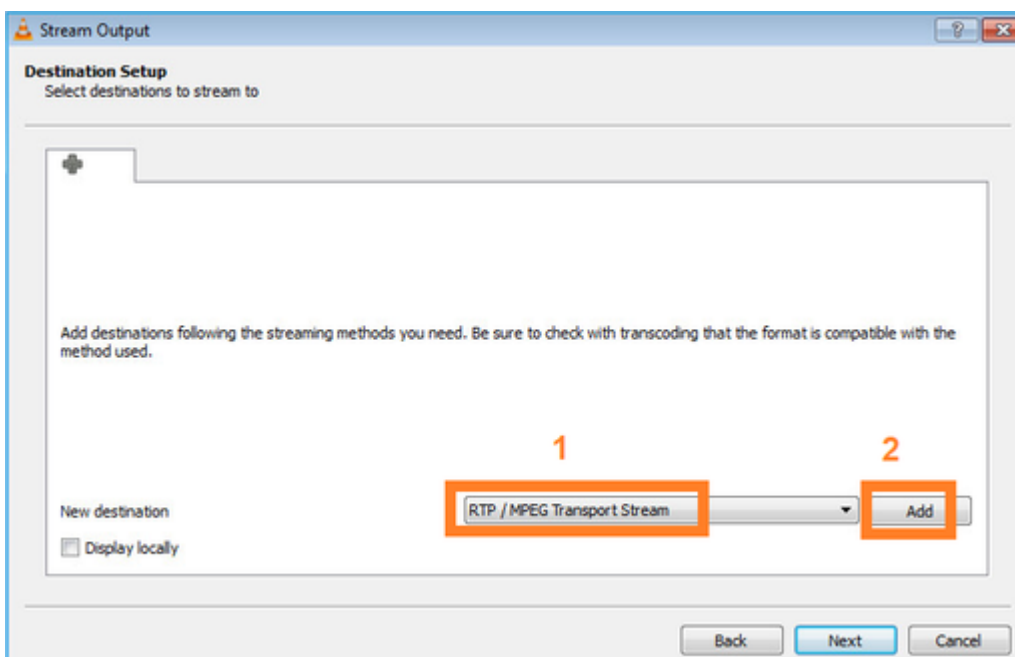 Stream Output
Destination Setup
Select destinations to stream to
Add destinations following the streaming methods you need. Be sure to check with transcoding that the format is compatible with the
method used.
1
2
New destination
RTP / MPEG Transport Stream
Add
Display locally
Back
Next
Cancel